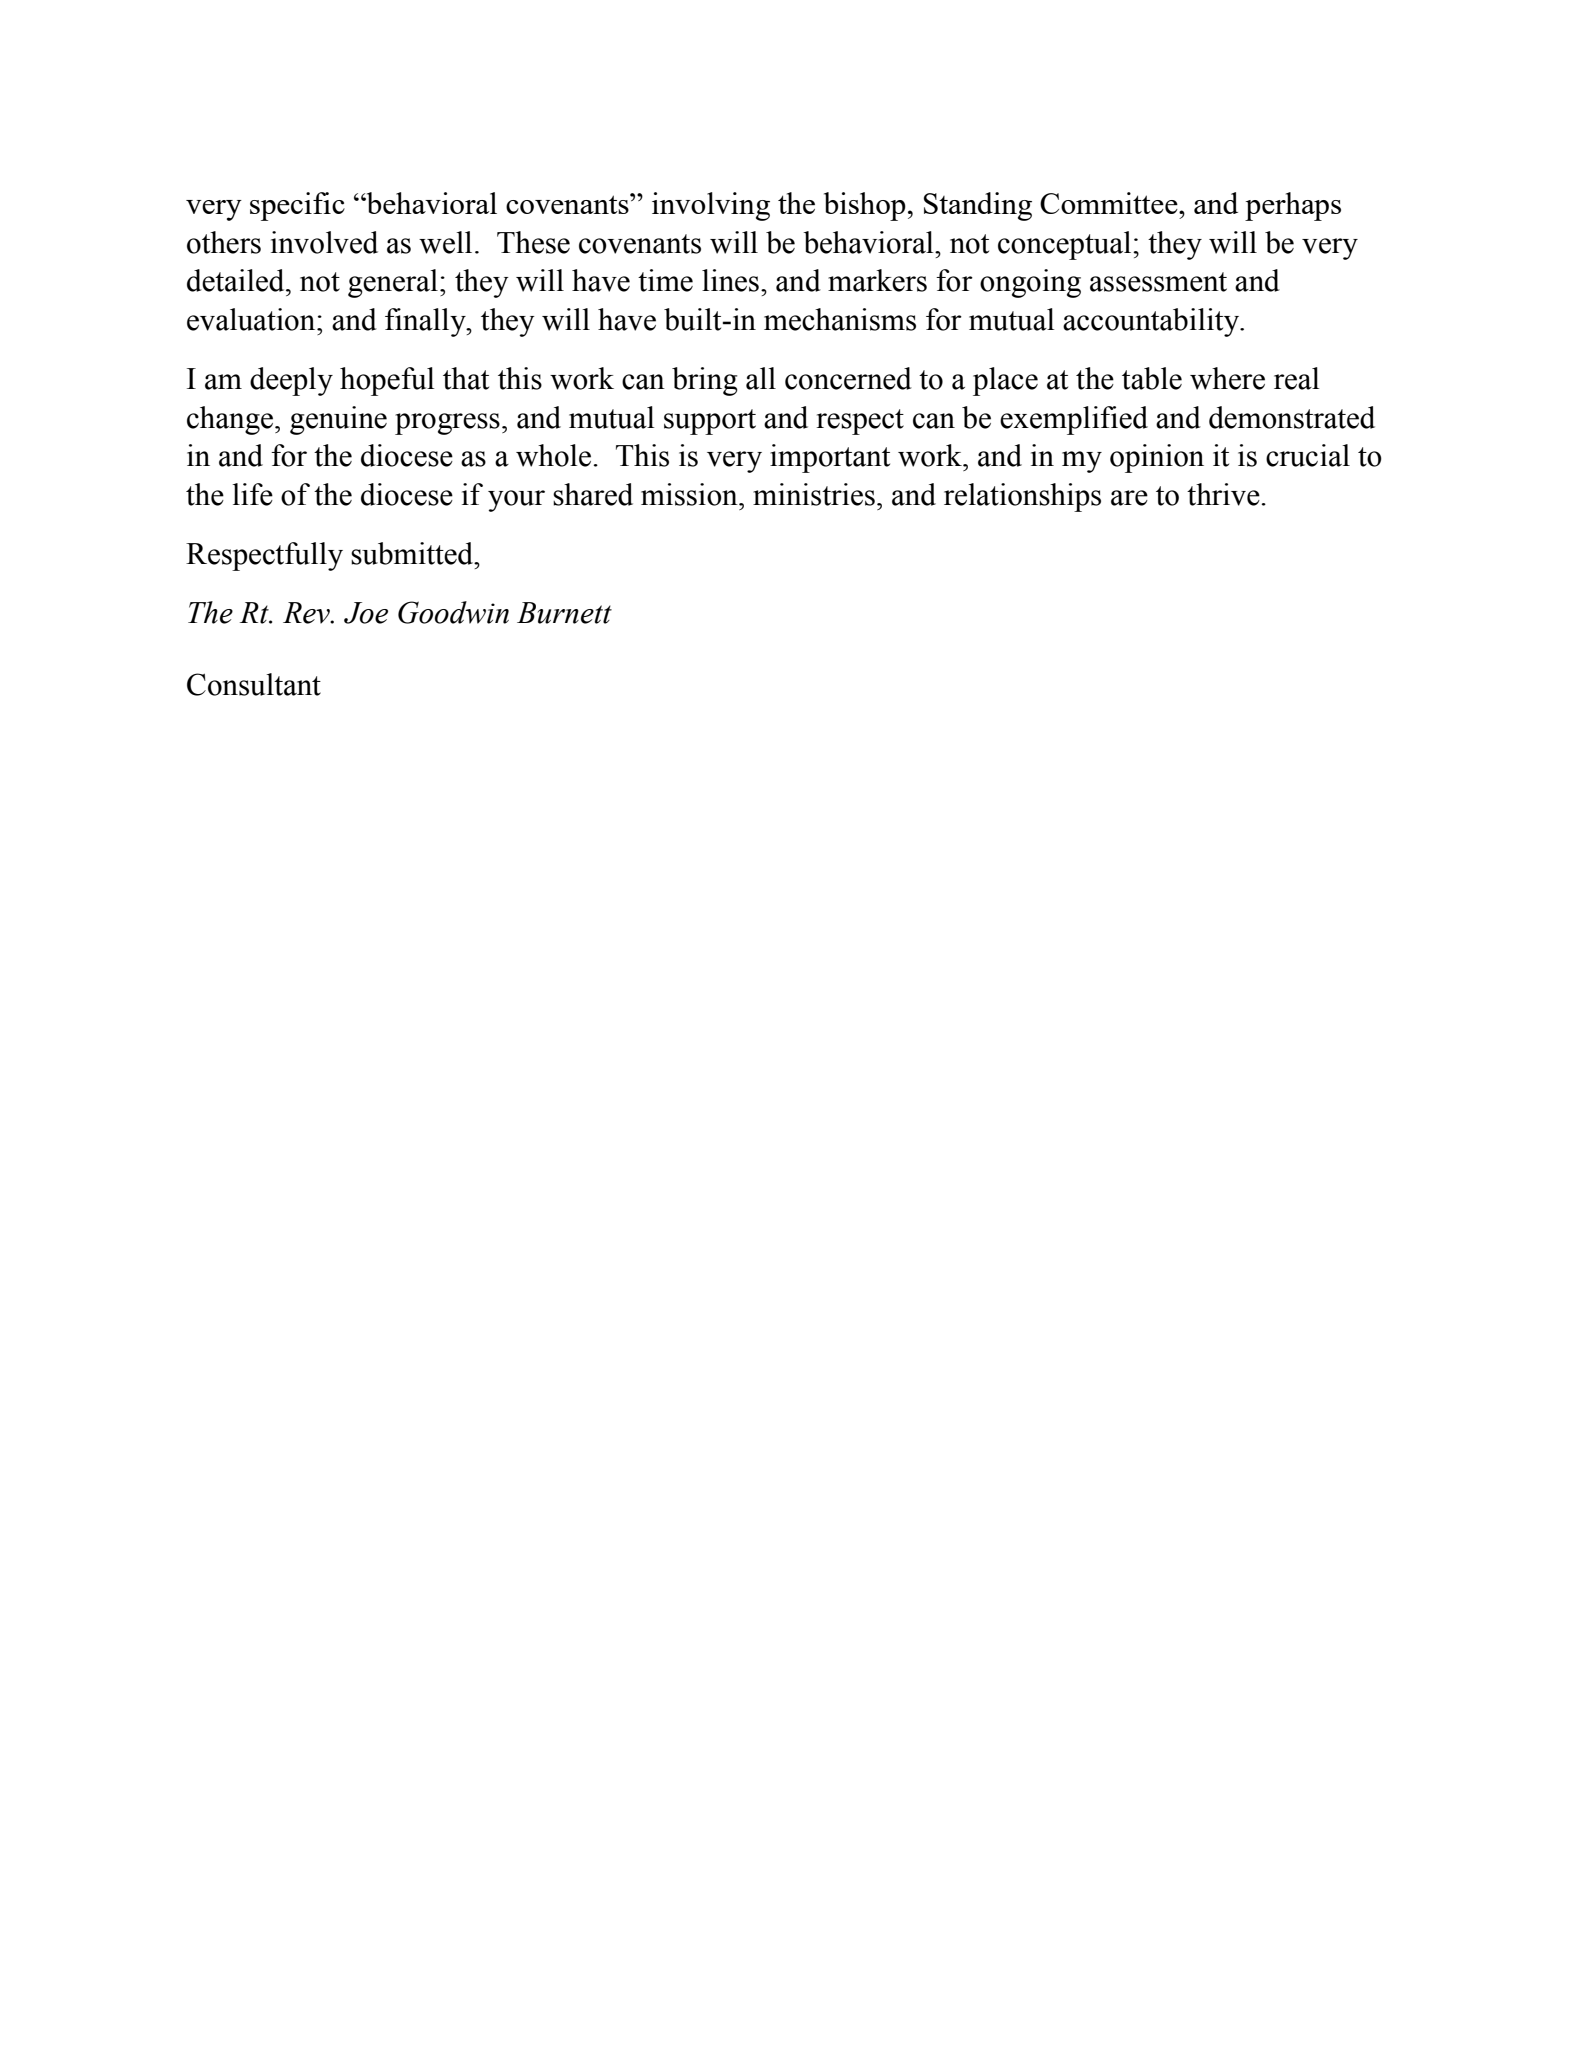 very specific “behavioral covenants” involving the bishop, Standing Committee, and perhaps
others involved as well.  These covenants will be behavioral, not conceptual; they will be very
detailed, not general; they will have time lines, and markers for ongoing assessment and
evaluation; and finally, they will have built-in mechanisms for mutual accountability.
I am deeply hopeful that this work can bring all concerned to a place at the table where real
change, genuine progress, and mutual support and respect can be exemplified and demonstrated
in and for the diocese as a whole.  This is very important work, and in my opinion it is crucial to
the life of the diocese if your shared mission, ministries, and relationships are to thrive.
Respectfully submitted,
The Rt. Rev. Joe Goodwin Burnett
Consultant